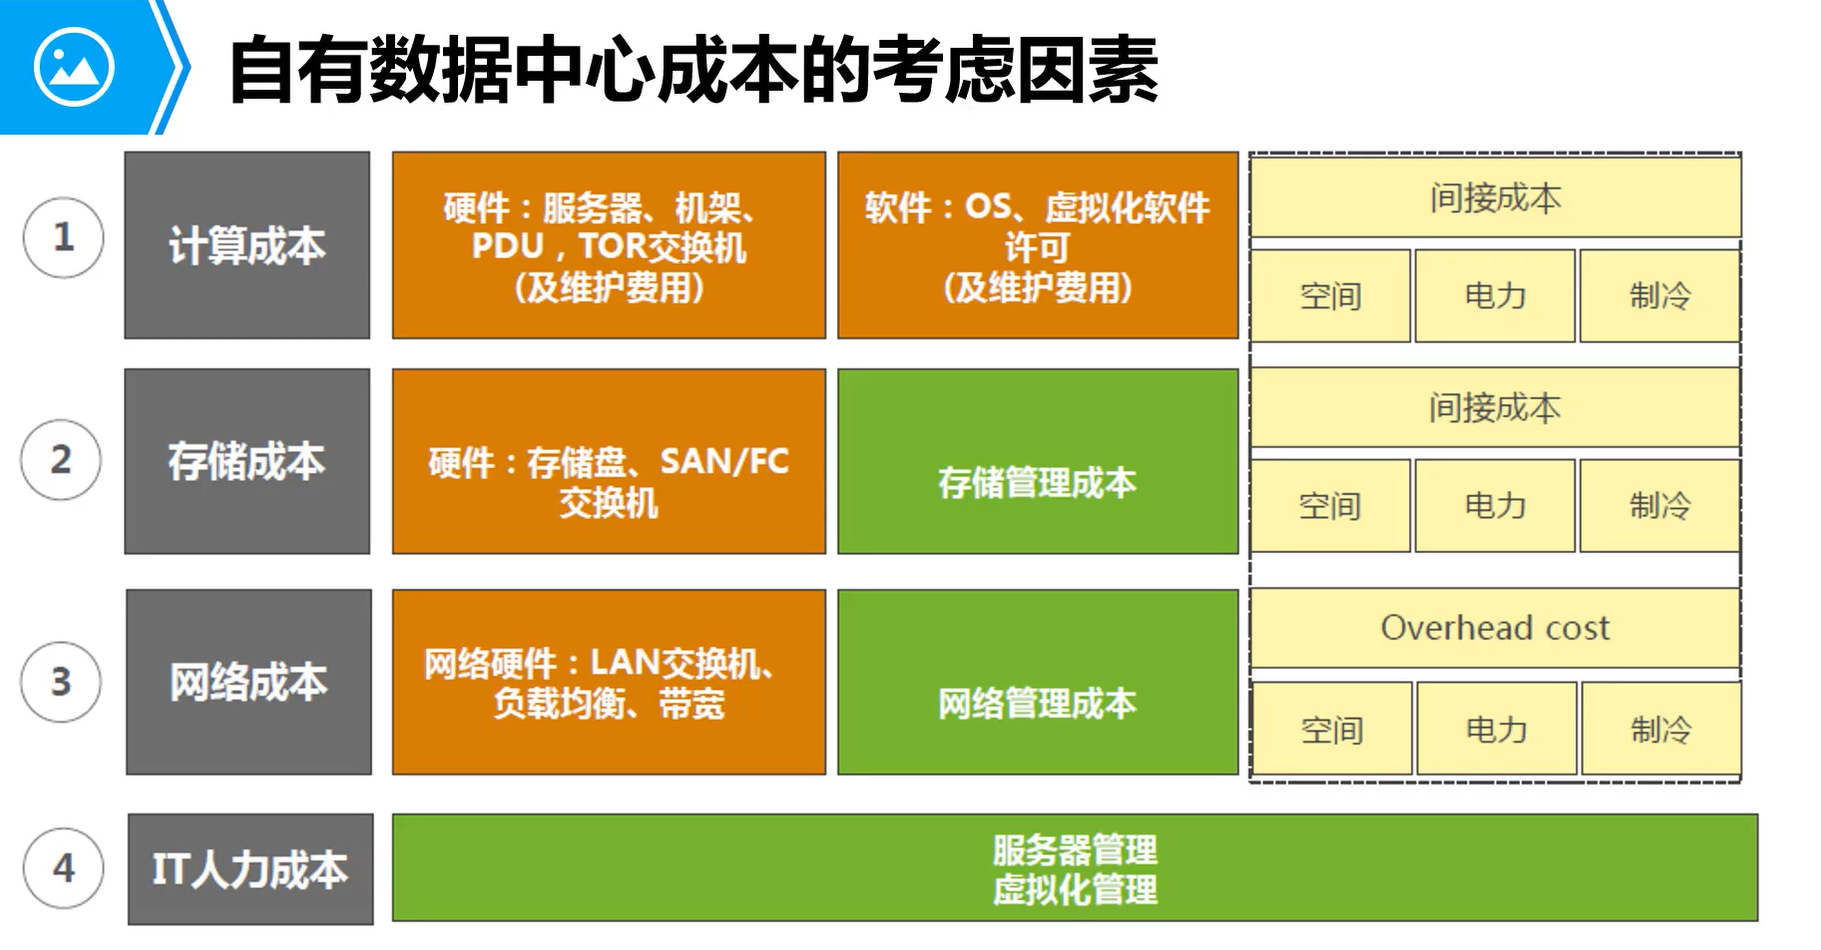 自有数据中心成本的考虑因素
1
计算成本
硬件：服务器、机架、
PDU，TOR交换机
（及维护费用）
软件：OS、虚拟化软件
许可
（及维护费用）
间接成本
空间
电力
制冷
2
存储成本
硬件：存储盘、SAN/FC
交换机
存储管理成本
间接成本
空间
电力
制冷
3
网络成本
网络硬件：LAN交换机、
负载均衡、带宽
网络管理成本
Overhead cost
空间
电力
制冷
4
IT人力成本
服务器管理
虚拟化管理